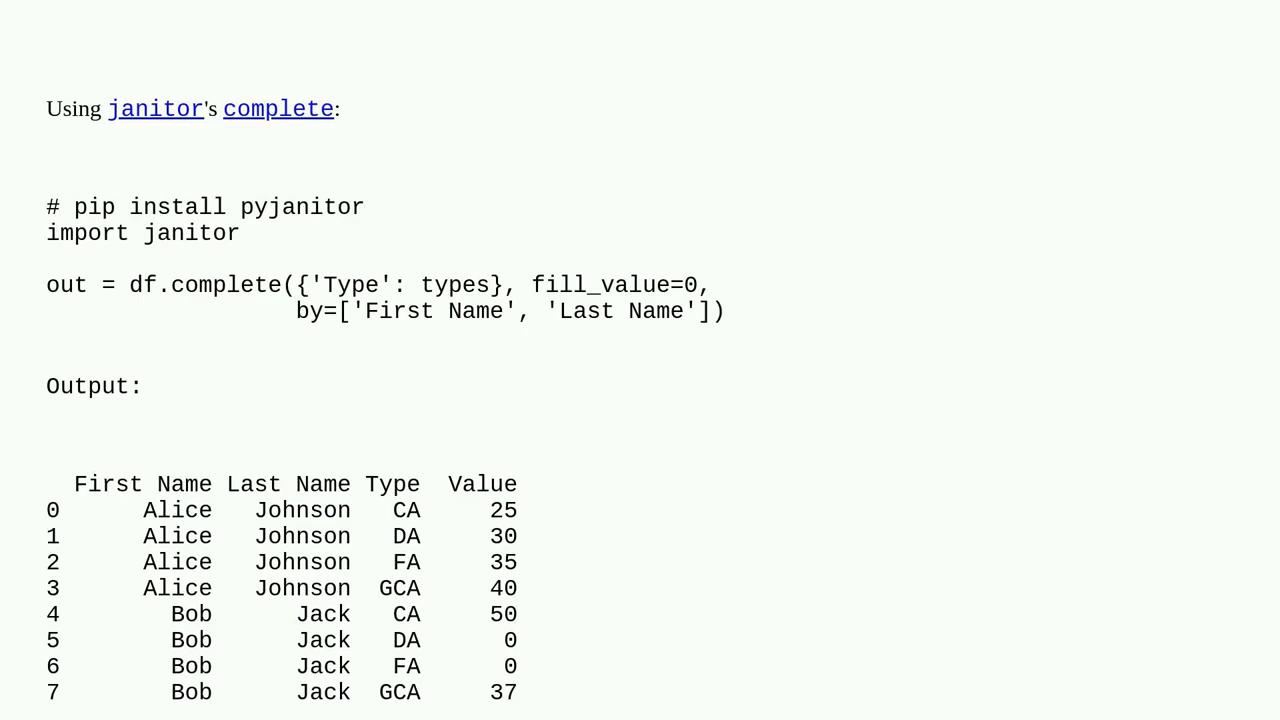 Using janitor's complete:
# pip install pyjanitor
import janitor
out = df.complete({'Type': types}, fill_value=0,
                  by=['First Name', 'Last Name'])
Output:
  First Name Last Name Type  Value
0      Alice   Johnson   CA     25
1      Alice   Johnson   DA     30
2      Alice   Johnson   FA     35
3      Alice   Johnson  GCA     40
4        Bob      Jack   CA     50
5        Bob      Jack   DA      0
6        Bob      Jack   FA      0
7        Bob      Jack  GCA     37